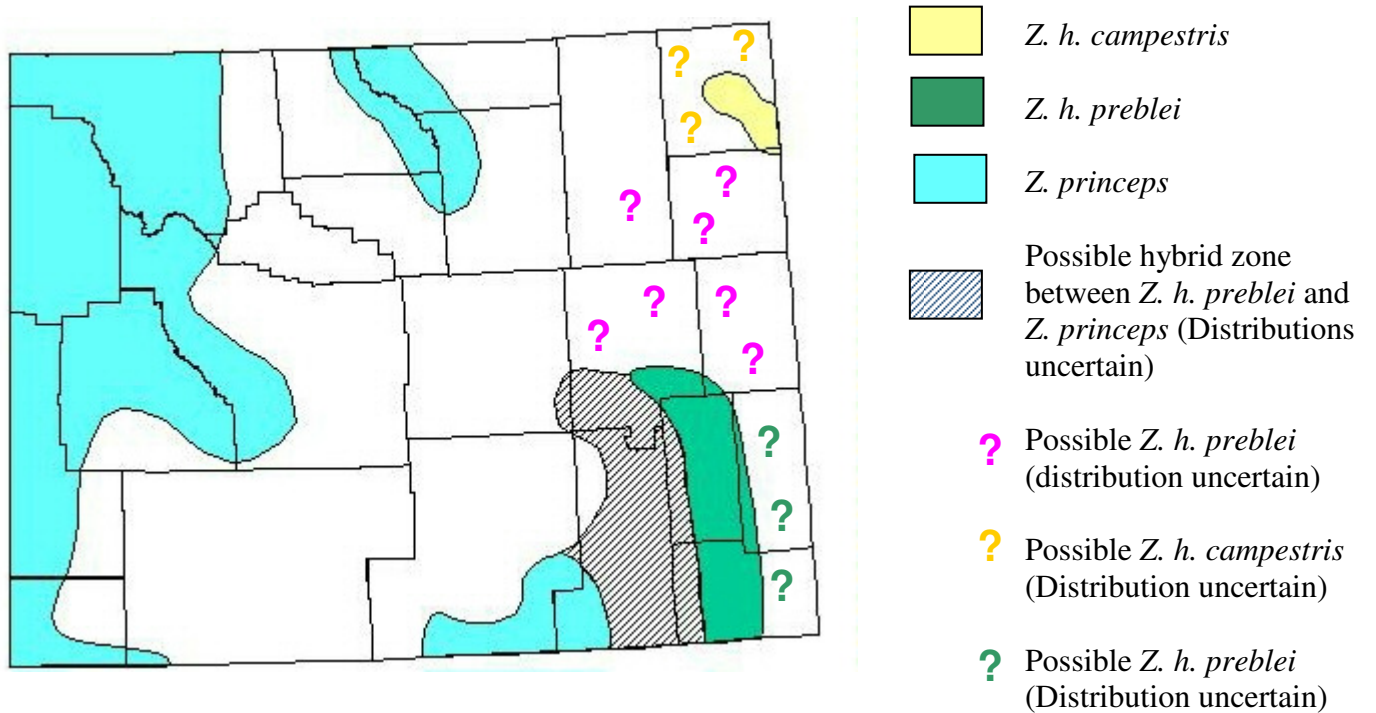 ? ?
?
? ?
?
? ?
? ?
?
?
?
Z. h. campestris
Z. h. preblei
Z. princeps
Possible hybrid zone
between Z. h. preblei and
Z. princeps (Distributions
uncertain)
? Possible Z. h. preblei
(distribution uncertain)
? Possible Z. h. campestris
(Distribution uncertain)
? Possible Z. h. preblei
(Distribution uncertain)